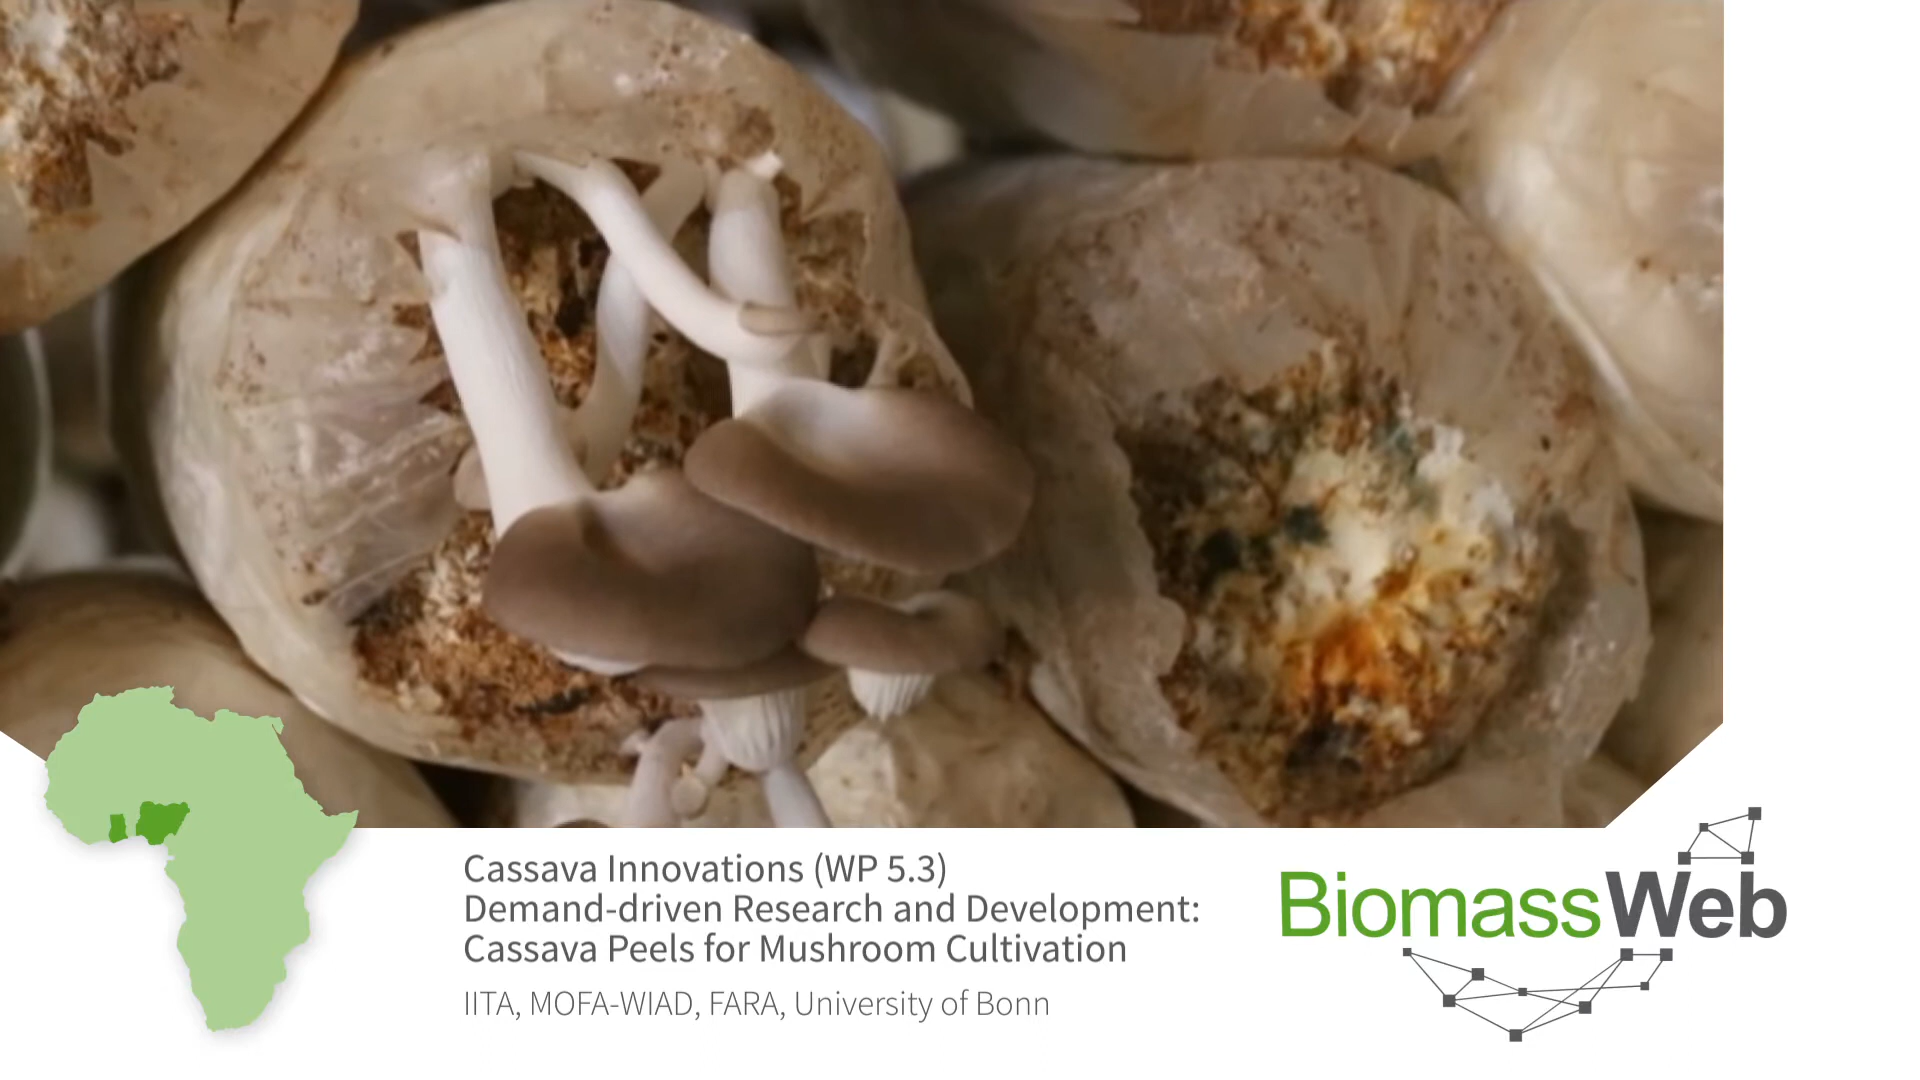 Cassava Innovations (WP 5.3)
Demand-driven Research and Development:
Cassava Peels for Mushroom Cultivation
IITA, MOFA-WIAD, FARA, University of Bonn
BiomassWeb